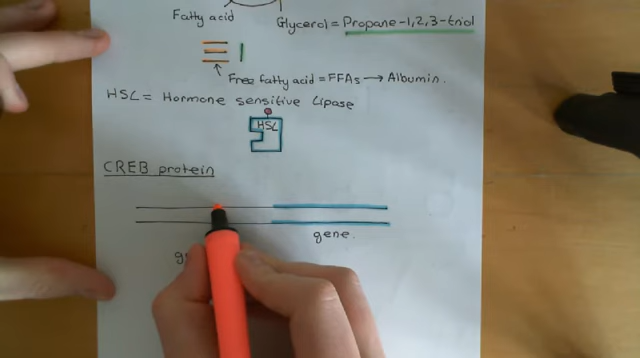 Fatty acid
Glycerol = Propane-1,2,3-triol
Free fatty acid = FFAs → Albumin.
HSL = Hormone sensitive lipase
HSL
CREB protein
gene.